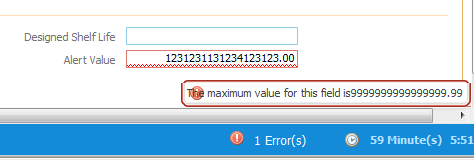 Designed Shelf Life
Alert Value 1231231131234123123.00
The maximum value for this field is9999999999999999.99
1 Error(s) 59 Minute(s) 5:51